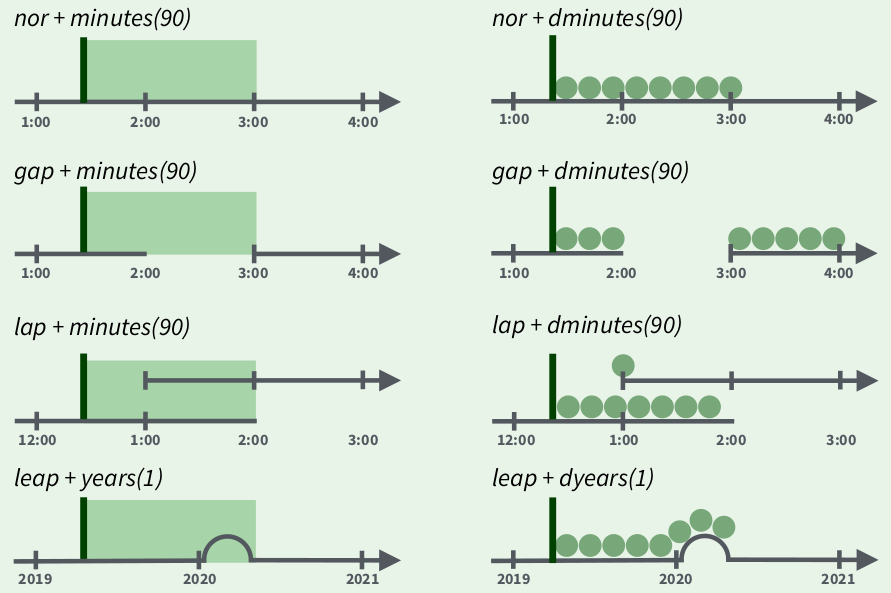 nor + minutes(90)
1:00 2:00 3:00 4:00
nor + dminutes(90)
1:00 2:00 3:00 4:00
gap + minutes(90)
1:00 2:00 3:00 4:00
gap + dminutes(90)
1:00 2:00 3:00 4:00
lap + minutes(90)
12:00 1:00 2:00 3:00
lap + dminutes(90)
12:00 1:00 2:00 3:00
leap + years(1)
2019 2020 2021
leap + dyears(1)
2019 2020 2021